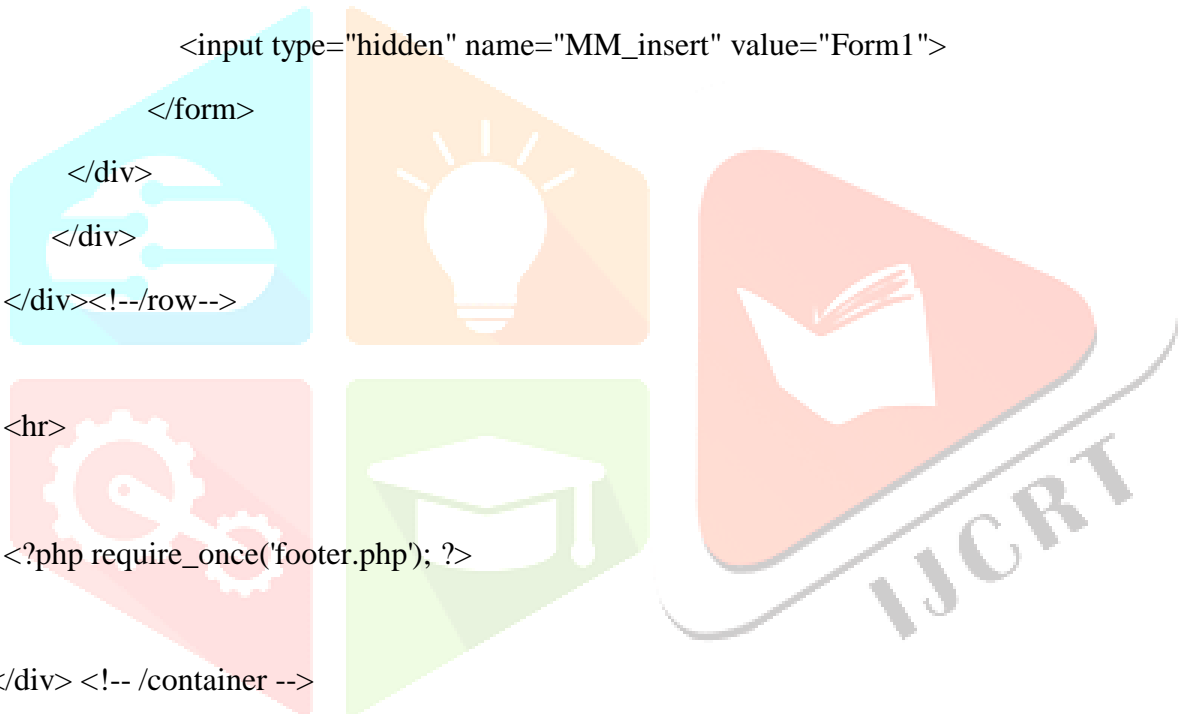 <input type="hidden" name="MM_insert" value="Form1">
</form>
</div>
</div>
</div><!--/row-->
<hr>
<?php require_once('footer.php'); ?>
</div> <!-- /container -->
IJCRT